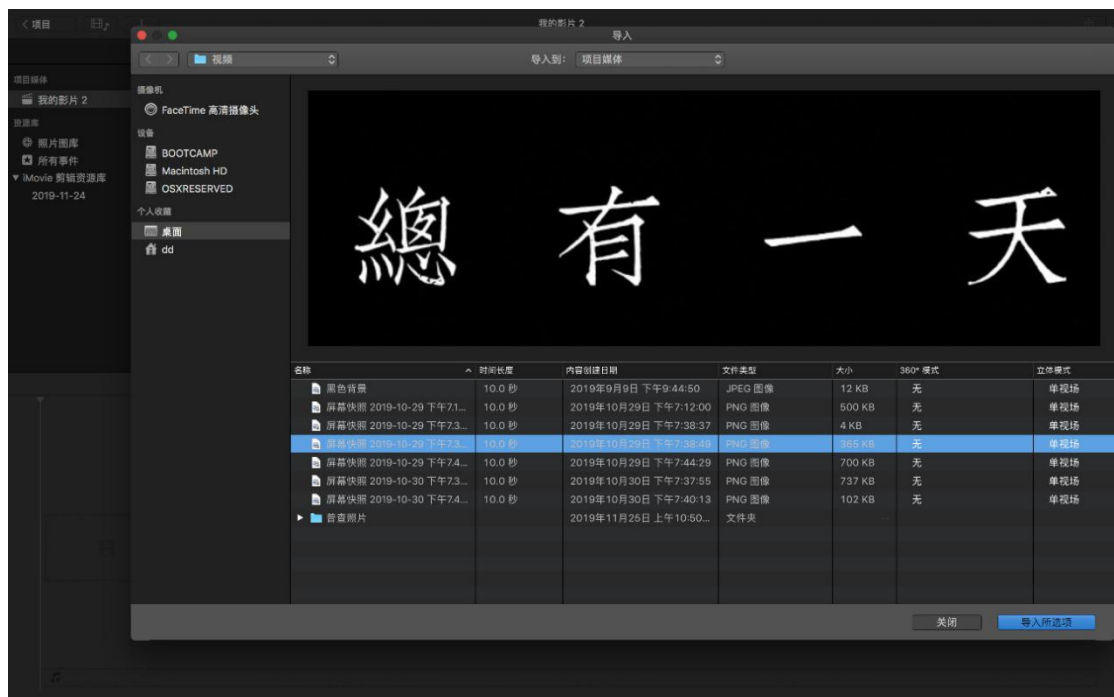 项目
我的影片 2
导入
视频
导入到： 项目媒体
项目媒体
我的影片 2
资源库
照片图库
所有事件
iMovie 剪辑资源库
2019-11-24
摄像机
FaceTime 高清摄像头
设备
BOOTCAMP
Macintosh HD
OSXRESERVED
个人收藏
桌面
dd
總 有 一 天
名称 时间长度 内容创建日期 文件类型 大小 360° 模式 立体模式
黑色背景 10.0 秒 2019年9月9日 下午9:44:50 JPEG 图像 12 KB 无 单视场
屏幕快照 2019-10-29 下午7.1... 10.0 秒 2019年10月29日 下午7:12:00 PNG 图像 500 KB 无 单视场
屏幕快照 2019-10-29 下午7.3... 10.0 秒 2019年10月29日 下午7:38:37 PNG 图像 4 KB 无 单视场
屏幕快照 2019-10-29 下午7.3... 10.0 秒 2019年10月29日 下午7:38:49 PNG 图像 365 KB 无 单视场
屏幕快照 2019-10-29 下午7.4... 10.0 秒 2019年10月29日 下午7:44:29 PNG 图像 700 KB 无 单视场
屏幕快照 2019-10-30 下午7.3... 10.0 秒 2019年10月30日 下午7:37:55 PNG 图像 737 KB 无 单视场
屏幕快照 2019-10-30 下午7.4... 10.0 秒 2019年10月30日 下午7:40:13 PNG 图像 102 KB 无 单视场
普查照片 2019年11月25日 上午10:50... 文件夹
关闭 导入所选项